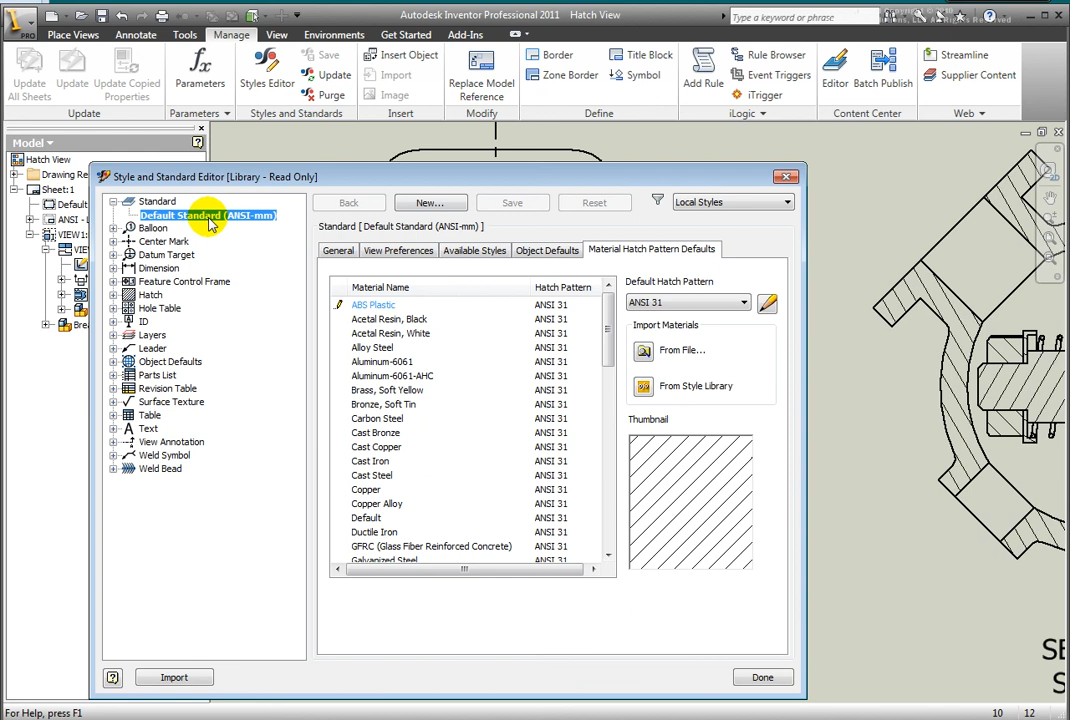 Autodesk Inventor Professional 2011 Hatch View
Type a keyword or phrase
PRO
Place Views Annotate Tools Manage View Environments Get Started Add-Ins
Update All Sheets
Update
Update Copied Properties
Update
Parameters
Parameters
Styles Editor
Save
Update
Purge
Styles and Standards
Insert Object
Import
Image
Insert
Replace Model Reference
Modify
Border
Zone Border
Title Block
Symbol
Define
Add Rule
Rule Browser
Event Triggers
iTrigger
iLogic
Editor
Batch Publish
Content Center
Streamline
Supplier Content
Web
Model
Hatch View
Drawing Re
Sheet:1
Default
ANSI - L
VIEW1:
VIE
Brea
Style and Standard Editor [Library - Read Only]
Standard
Default Standard (ANSI-mm)
Balloon
Center Mark
Datum Target
Dimension
Feature Control Frame
Hatch
Hole Table
ID
Layers
Leader
Object Defaults
Parts List
Revision Table
Surface Texture
Table
Text
View Annotation
Weld Symbol
Weld Bead
Back New... Save Reset Local Styles
Standard [ Default Standard (ANSI-mm) ]
General View Preferences Available Styles Object Defaults Material Hatch Pattern Defaults
Material Name Hatch Pattern
ABS Plastic ANSI 31
Acetal Resin, Black ANSI 31
Acetal Resin, White ANSI 31
Alloy Steel ANSI 31
Aluminum-6061 ANSI 31
Aluminum-6061-AHC ANSI 31
Brass, Soft Yellow ANSI 31
Bronze, Soft Tin ANSI 31
Carbon Steel ANSI 31
Cast Bronze ANSI 31
Cast Copper ANSI 31
Cast Iron ANSI 31
Cast Steel ANSI 31
Copper ANSI 31
Copper Alloy ANSI 31
Default ANSI 31
Ductile Iron ANSI 31
GFRC (Glass Fiber Reinforced Concrete) ANSI 31
Galvanized Steel ANSI 31
Default Hatch Pattern
ANSI 31
Import Materials
From File...
From Style Library
Thumbnail
Import
Done
SE
S
For Help, press F1
10 12